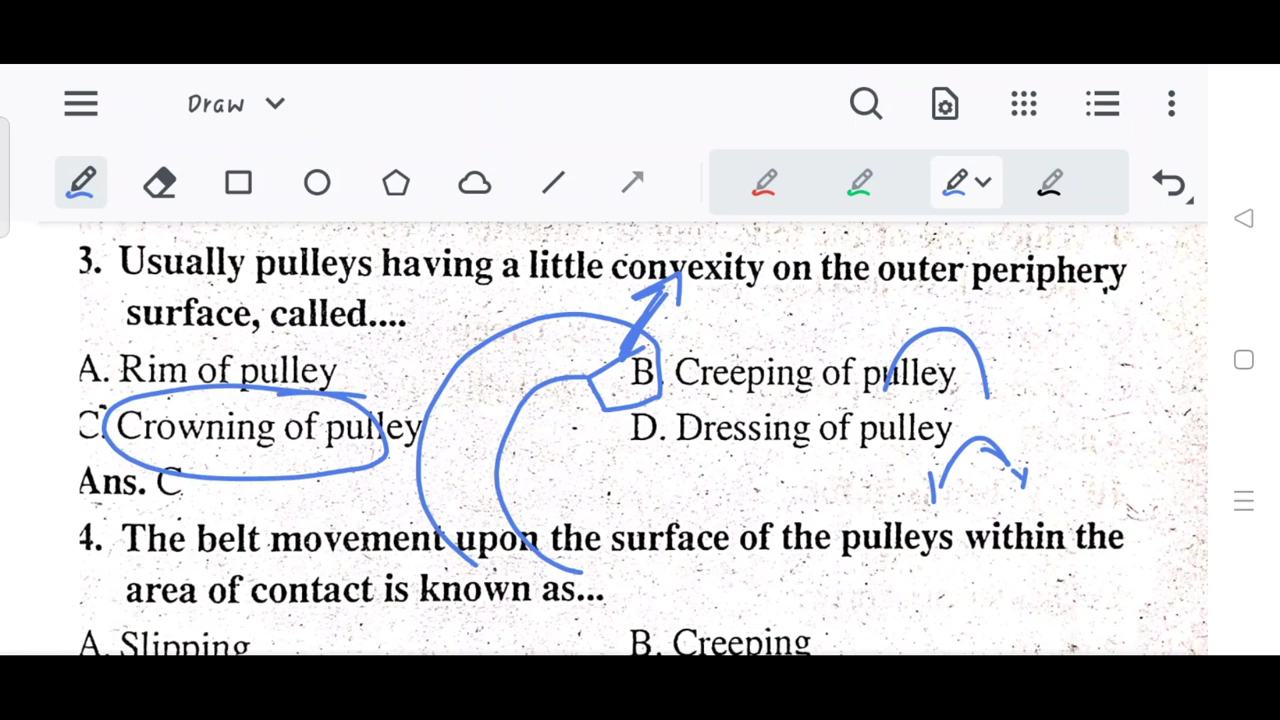 Draw
3. Usually pulleys having a little convexity on the outer periphery
surface, called....
A. Rim of pulley B. Creeping of pulley
C. Crowning of pulley D. Dressing of pulley
Ans. C
4. The belt movement upon the surface of the pulleys within the
area of contact is known as...
A. Slipping B. Creeping